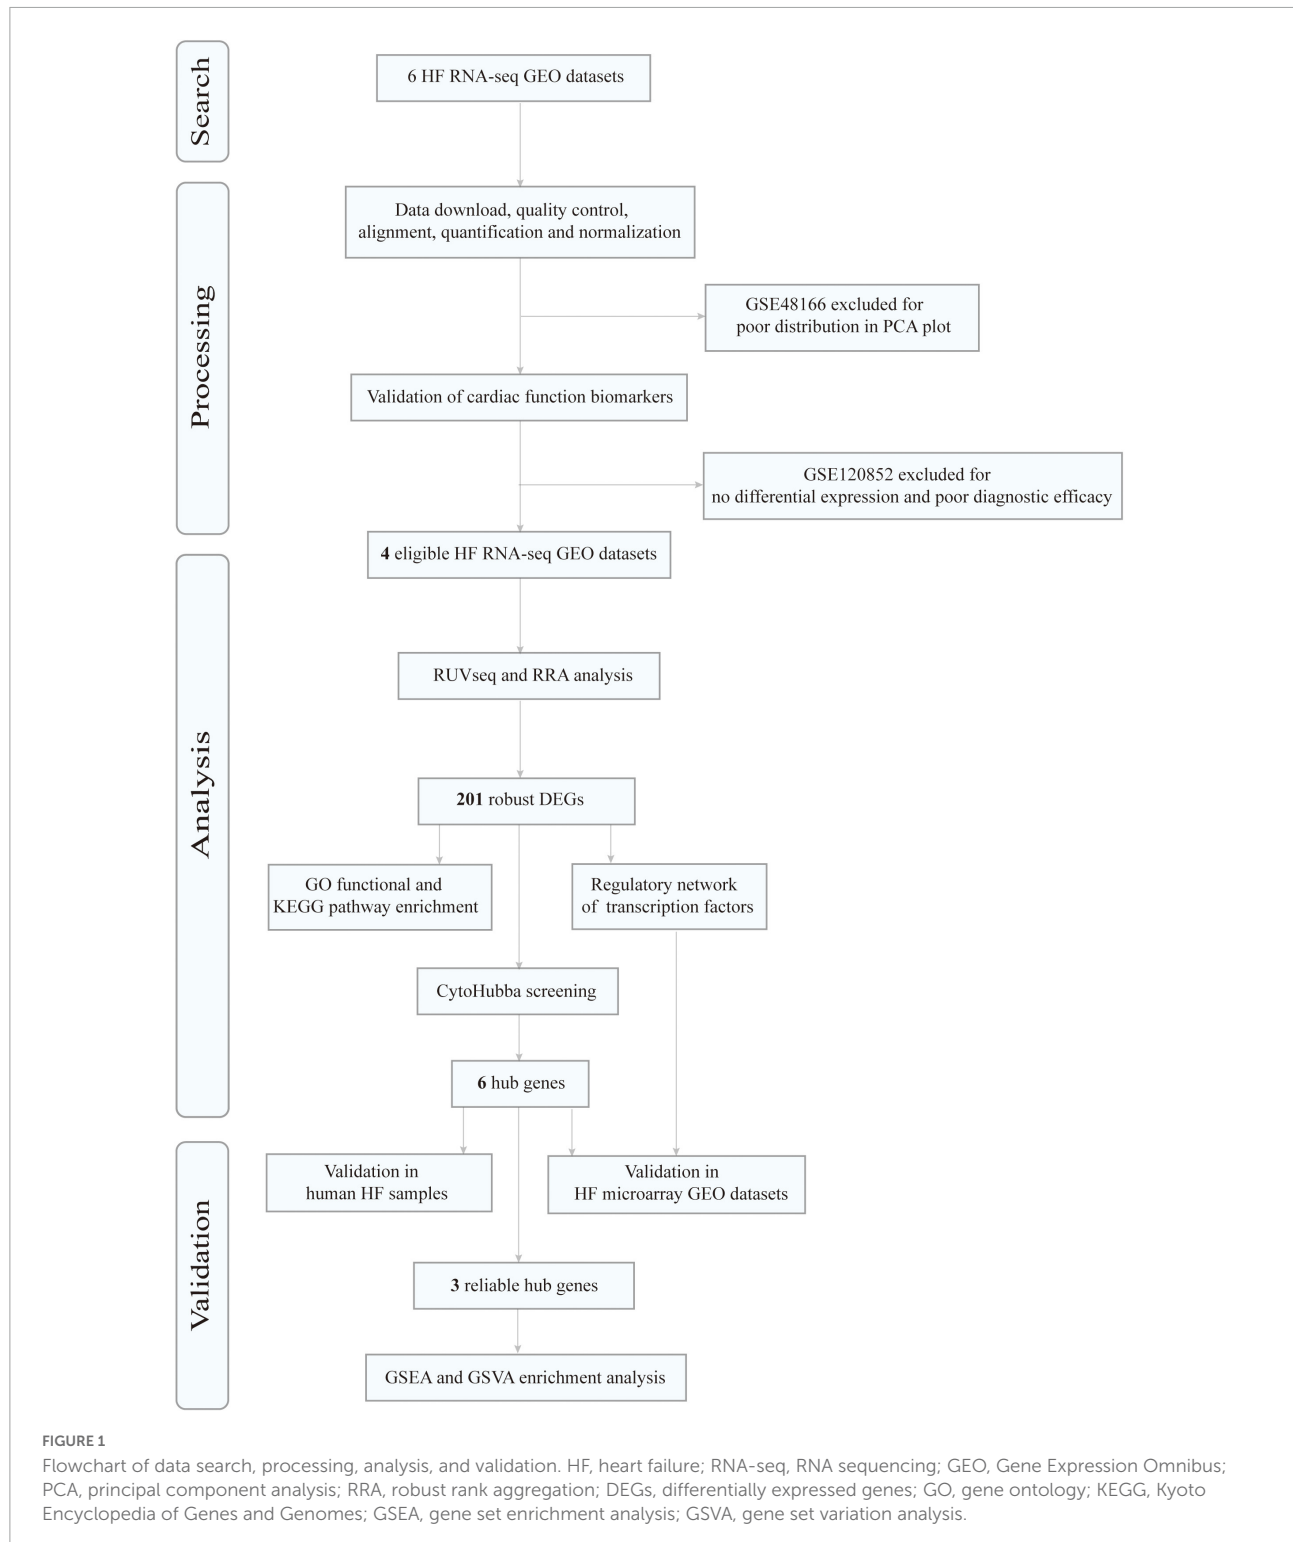 Search
6 HF RNA-seq GEO datasets
Processing
Data download, quality control,
alignment, quantification and normalization
GSE48166 excluded for
poor distribution in PCA plot
Validation of cardiac function biomarkers
GSE120852 excluded for
no differential expression and poor diagnostic efficacy
Analysis
4 eligible HF RNA-seq GEO datasets
RUVseq and RRA analysis
201 robust DEGs
GO functional and
KEGG pathway enrichment
Regulatory network
of transcription factors
CytoHubba screening
6 hub genes
Validation
Validation in
human HF samples
Validation in
HF microarray GEO datasets
3 reliable hub genes
GSEA and GSVA enrichment analysis
FIGURE 1
Flowchart of data search, processing, analysis, and validation. HF, heart failure; RNA-seq, RNA sequencing; GEO, Gene Expression Omnibus;
PCA, principal component analysis; RRA, robust rank aggregation; DEGs, differentially expressed genes; GO, gene ontology; KEGG, Kyoto
Encyclopedia of Genes and Genomes; GSEA, gene set enrichment analysis; GSVA, gene set variation analysis.